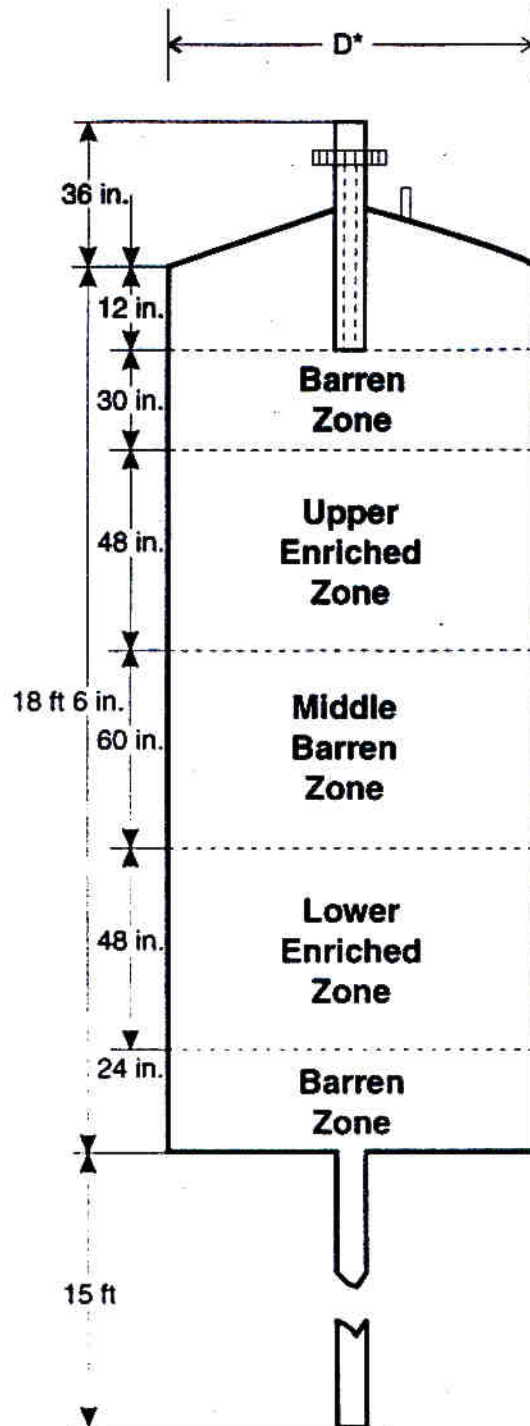 D*
36 in.
12 in.
Barren
Zone
30 in.
Upper
Enriched
Zone
48 in.
18 ft 6 in.
Middle
Barren
Zone
60 in.
Lower
Enriched
Zone
48 in.
24 in.
Barren
Zone
15 ft